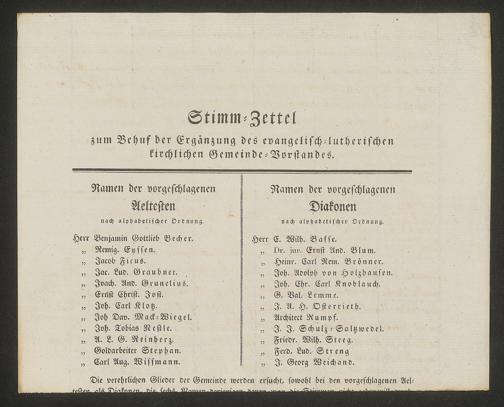 Stimm-Zettel
zum Behuf der Ergänzung des evangelisch-lutherischen
kirchlichen Gemeinde-Vorstandes.
Namen der vorgeschlagenen
Aeltesten
nach alphabetischer Ordnung.
Herr Benjamin Gottlieb Becher.
„ Remig. Eyssen.
„ Jacob Ficus.
„ Jac. Lud. Graubner.
„ Joach. And. Grunelius.
„ Ernst Christ. Jost.
„ Joh. Carl Klotz.
„ Joh Dav. Mack-Wiegel.
„ Joh. Tobias Nestle.
„ A. L. G. Reinherz.
„ Goldarbeiter Stephan.
„ Carl Aug. Wissmann.
Namen der vorgeschlagenen
Diakonen
nach alphabetischer Ordnung.
Herr C. Wilh. Basse.
„ Dr. jur. Ernst And. Blum.
„ Heinr. Carl Rem. Brönner.
„ Joh. Adolph von Holzhausen.
„ Joh. Chr. Carl Knoblauch.
„ G. Val. Lemme.
„ J. A. H. Osterrieth.
„ Architect Rumpf.
„ J. J. Schulz-Saltzwedel.
„ Friedr. Wilh. Steeg.
„ Ferd. Lud. Streng
„ J. Georg Weichand.
Die verehrlichen Glieder der Gemeinde werden ersucht, sowohl bei den vorgeschlagenen Ael-